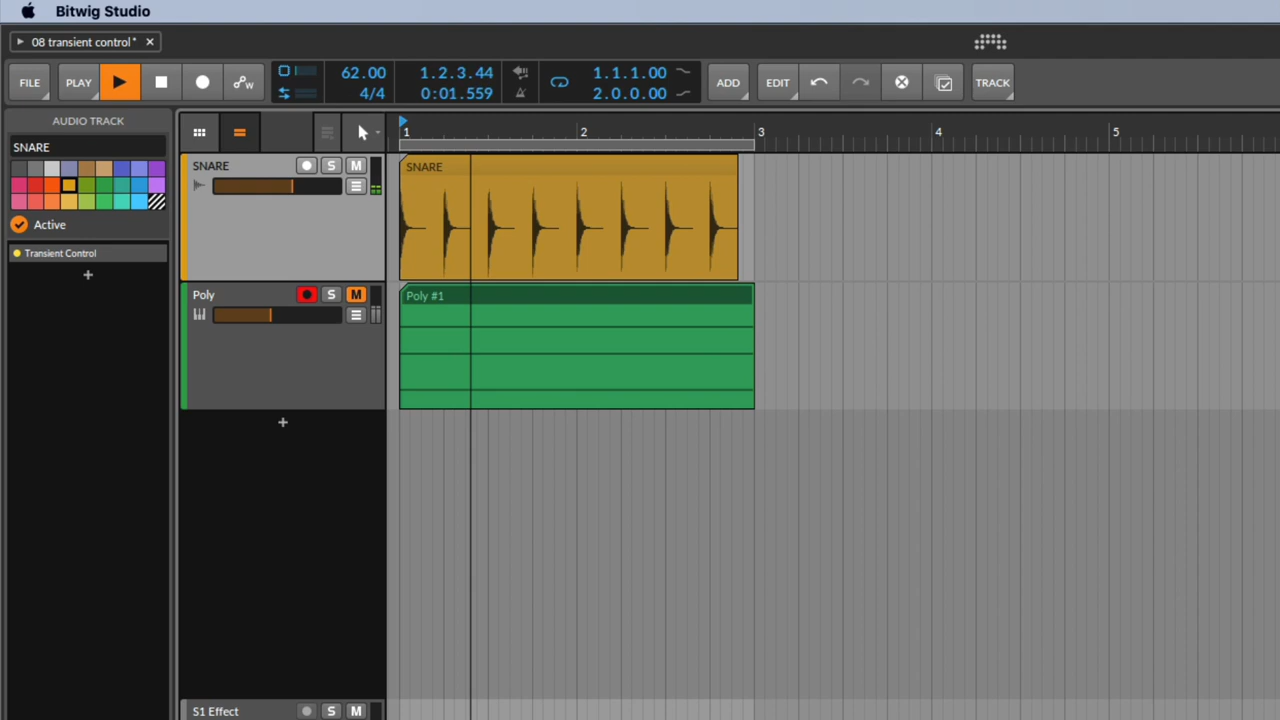 Bitwig Studio
08 transient control*
FILE
PLAY
62.00
4/4
1.2.3.44
0:01.559
1.1.1.00
2.0.0.00
ADD
EDIT
TRACK
AUDIO TRACK
SNARE
Active
Transient Control
+
1
2
3
4
5
SNARE
S
M
SNARE
Poly
S
M
Poly #1
+
S1 Effect
S
M